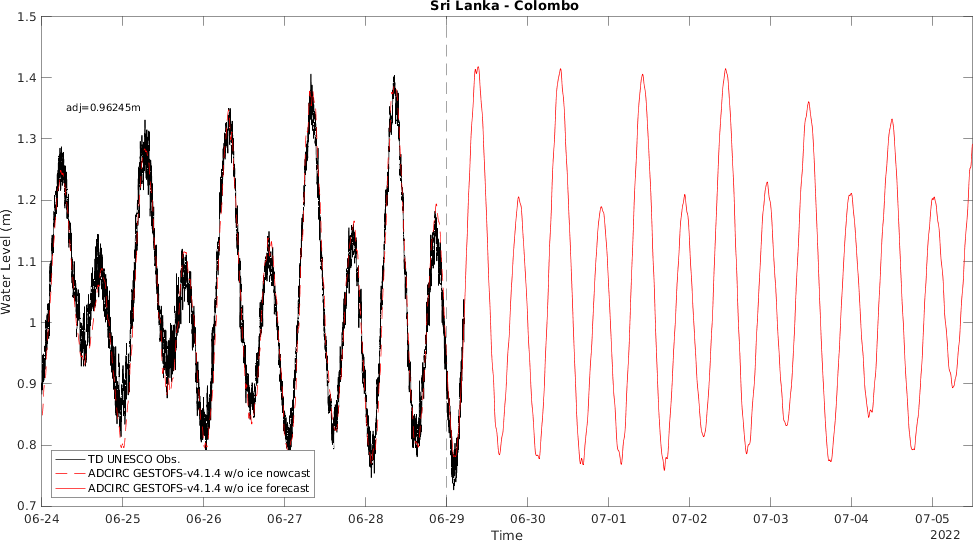 Sri Lanka - Colombo
1.5
1.4
1.3
1.2
1.1
1
0.9
0.8
0.7
Water Level (m)
adj=0.96245m
TD UNESCO Obs.
ADCIRC GESTOFS-v4.1.4 w/o ice nowcast
ADCIRC GESTOFS-v4.1.4 w/o ice forecast
06-24 06-25 06-26 06-27 06-28 06-29 06-30 07-01 07-02 07-03 07-04 07-05
2022
Time